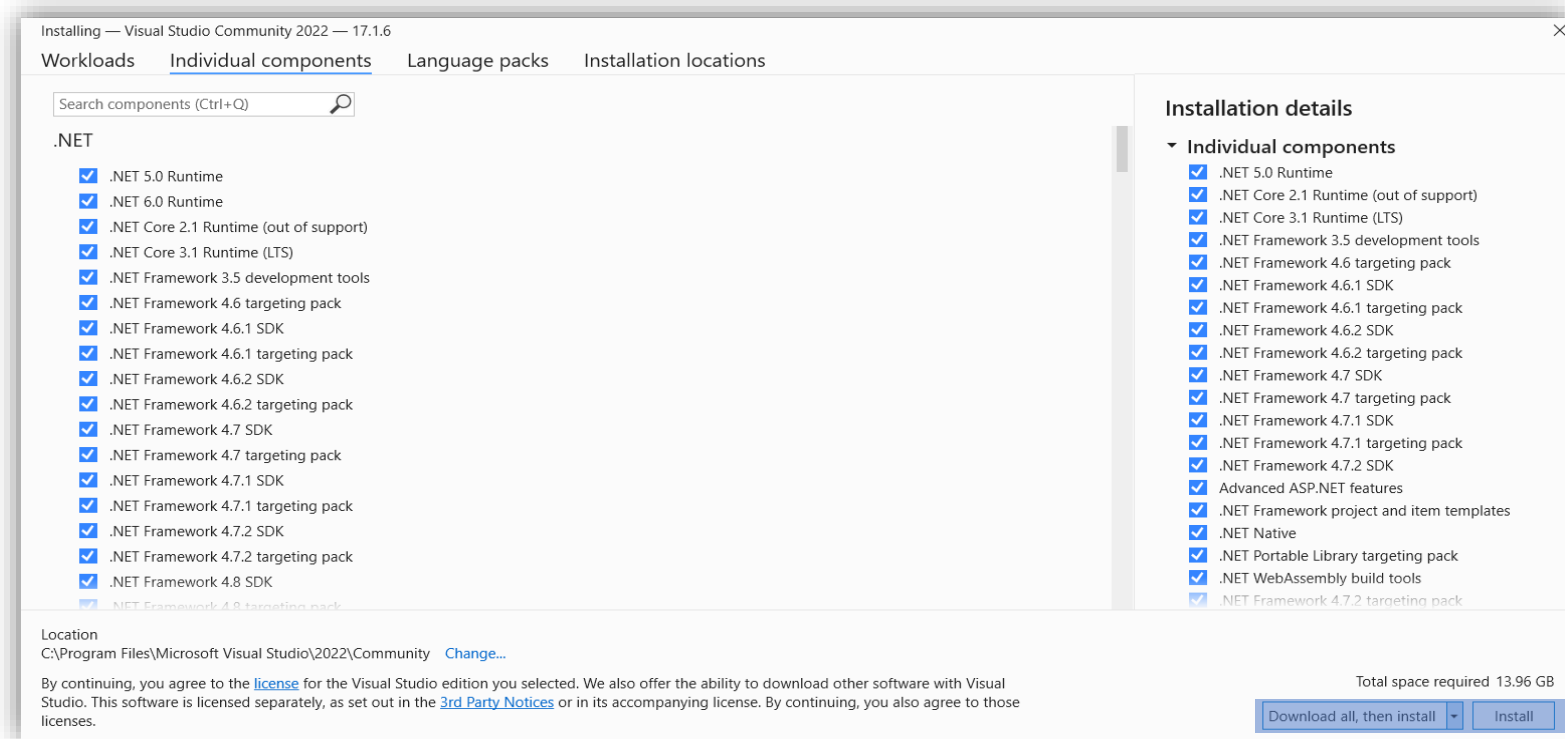 Installing — Visual Studio Community 2022 — 17.1.6
Workloads Individual components Language packs Installation locations
Search components (Ctrl+Q)
.NET
.NET 5.0 Runtime
.NET 6.0 Runtime
.NET Core 2.1 Runtime (out of support)
.NET Core 3.1 Runtime (LTS)
.NET Framework 3.5 development tools
.NET Framework 4.6 targeting pack
.NET Framework 4.6.1 SDK
.NET Framework 4.6.1 targeting pack
.NET Framework 4.6.2 SDK
.NET Framework 4.6.2 targeting pack
.NET Framework 4.7 SDK
.NET Framework 4.7 targeting pack
.NET Framework 4.7.1 SDK
.NET Framework 4.7.1 targeting pack
.NET Framework 4.7.2 SDK
.NET Framework 4.7.2 targeting pack
.NET Framework 4.8 SDK
.NET Framework 4.8 targeting pack
Installation details
Individual components
.NET 5.0 Runtime
.NET Core 2.1 Runtime (out of support)
.NET Core 3.1 Runtime (LTS)
.NET Framework 3.5 development tools
.NET Framework 4.6 targeting pack
.NET Framework 4.6.1 SDK
.NET Framework 4.6.1 targeting pack
.NET Framework 4.6.2 SDK
.NET Framework 4.6.2 targeting pack
.NET Framework 4.7 SDK
.NET Framework 4.7 targeting pack
.NET Framework 4.7.1 SDK
.NET Framework 4.7.1 targeting pack
.NET Framework 4.7.2 SDK
Advanced ASP.NET features
.NET Framework project and item templates
.NET Native
.NET Portable Library targeting pack
.NET WebAssembly build tools
.NET Framework 4.7.2 targeting pack
Location
C:\Program Files\Microsoft Visual Studio\2022\Community Change...
By continuing, you agree to the license for the Visual Studio edition you selected. We also offer the ability to download other software with Visual
Studio. This software is licensed separately, as set out in the 3rd Party Notices or in its accompanying license. By continuing, you also agree to those
licenses.
Total space required 13.96 GB
Download all, then install Install